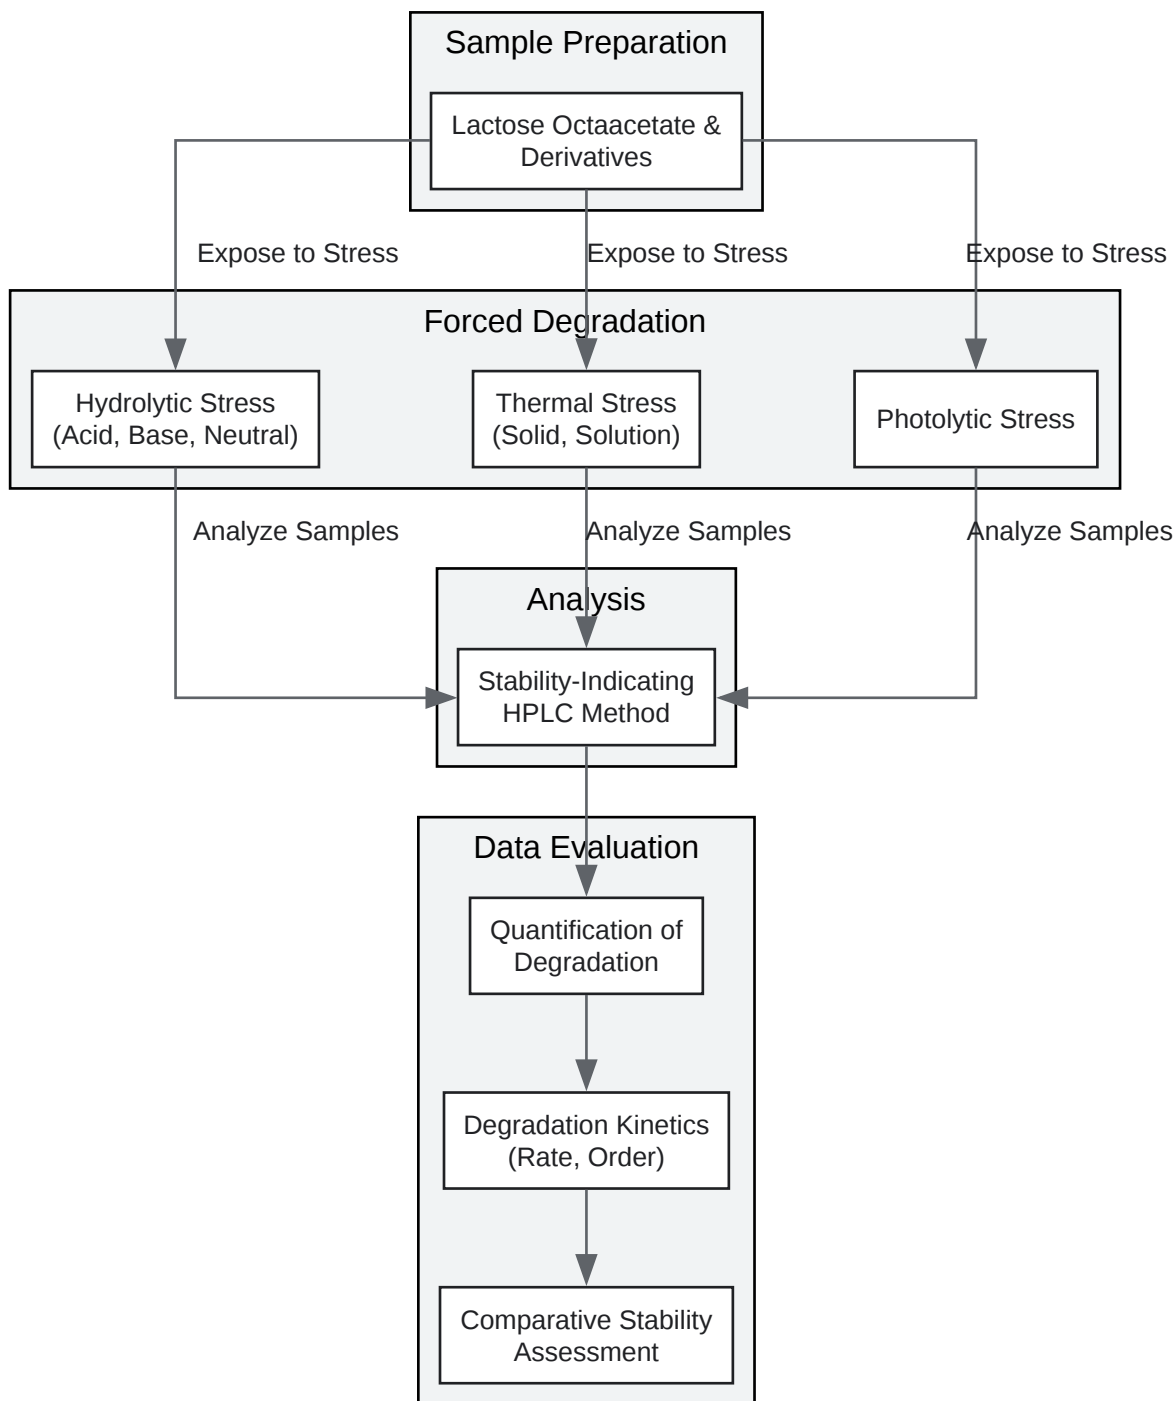 Sample Preparation
Lactose Octaacetate &
Derivatives
Expose to Stress
Expose to Stress
Expose to Stress
Forced Degradation
Hydrolytic Stress
(Acid, Base, Neutral)
Thermal Stress
(Solid, Solution)
Photolytic Stress
Analyze Samples
Analyze Samples
Analyze Samples
Analysis
Stability-Indicating
HPLC Method
Data Evaluation
Quantification of
Degradation
Degradation Kinetics
(Rate, Order)
Comparative Stability
Assessment